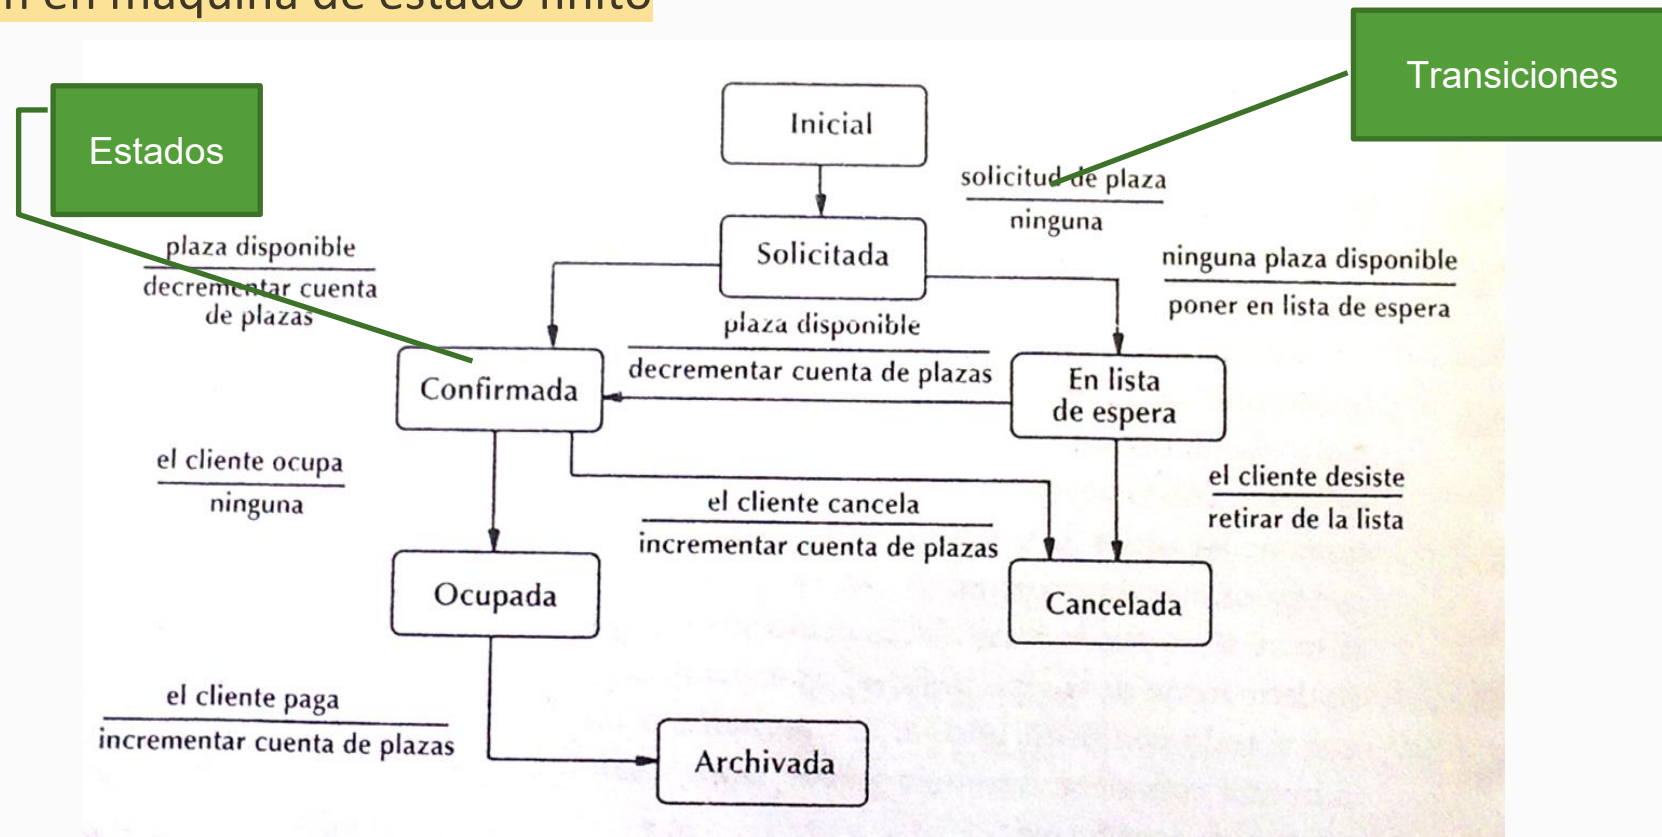 n en máquina de estado finito
Transiciones
Estados
Inicial
solicitud de plaza
ninguna
Solicitada
plaza disponible
decrementar cuenta
de plazas
ninguna plaza disponible
poner en lista de espera
plaza disponible
decrementar cuenta de plazas
Confirmada
En lista
de espera
el cliente ocupa
ninguna
el cliente cancela
incrementar cuenta de plazas
el cliente desiste
retirar de la lista
Ocupada
Cancelada
el cliente paga
incrementar cuenta de plazas
Archivada